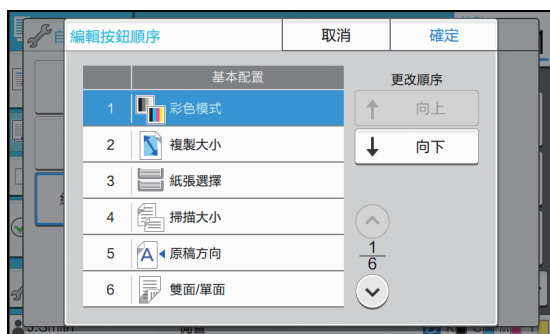 編輯按鈕順序
取消
確定
基本配置
更改順序
1 彩色模式
向上
2 複製大小
向下
3 紙張選擇
4 掃描大小
5 A 原稿方向
1
6
6 雙面/單面
自
J.Smith
K C M